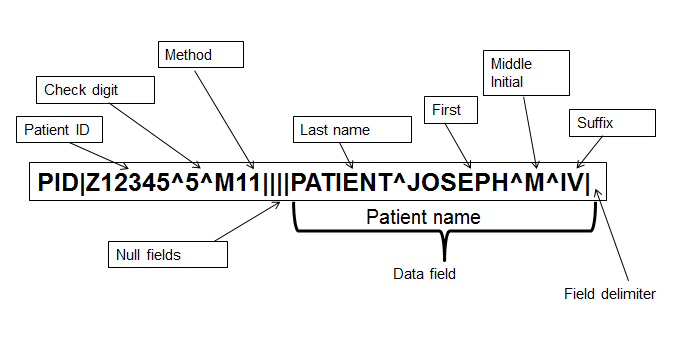 Method
Middle
Initial
Check digit
First
Patient ID
Last name
Suffix
PID|Z12345^5^M11||||PATIENT^JOSEPH^M^IV|
Patient name
Null fields
Data field
Field delimiter